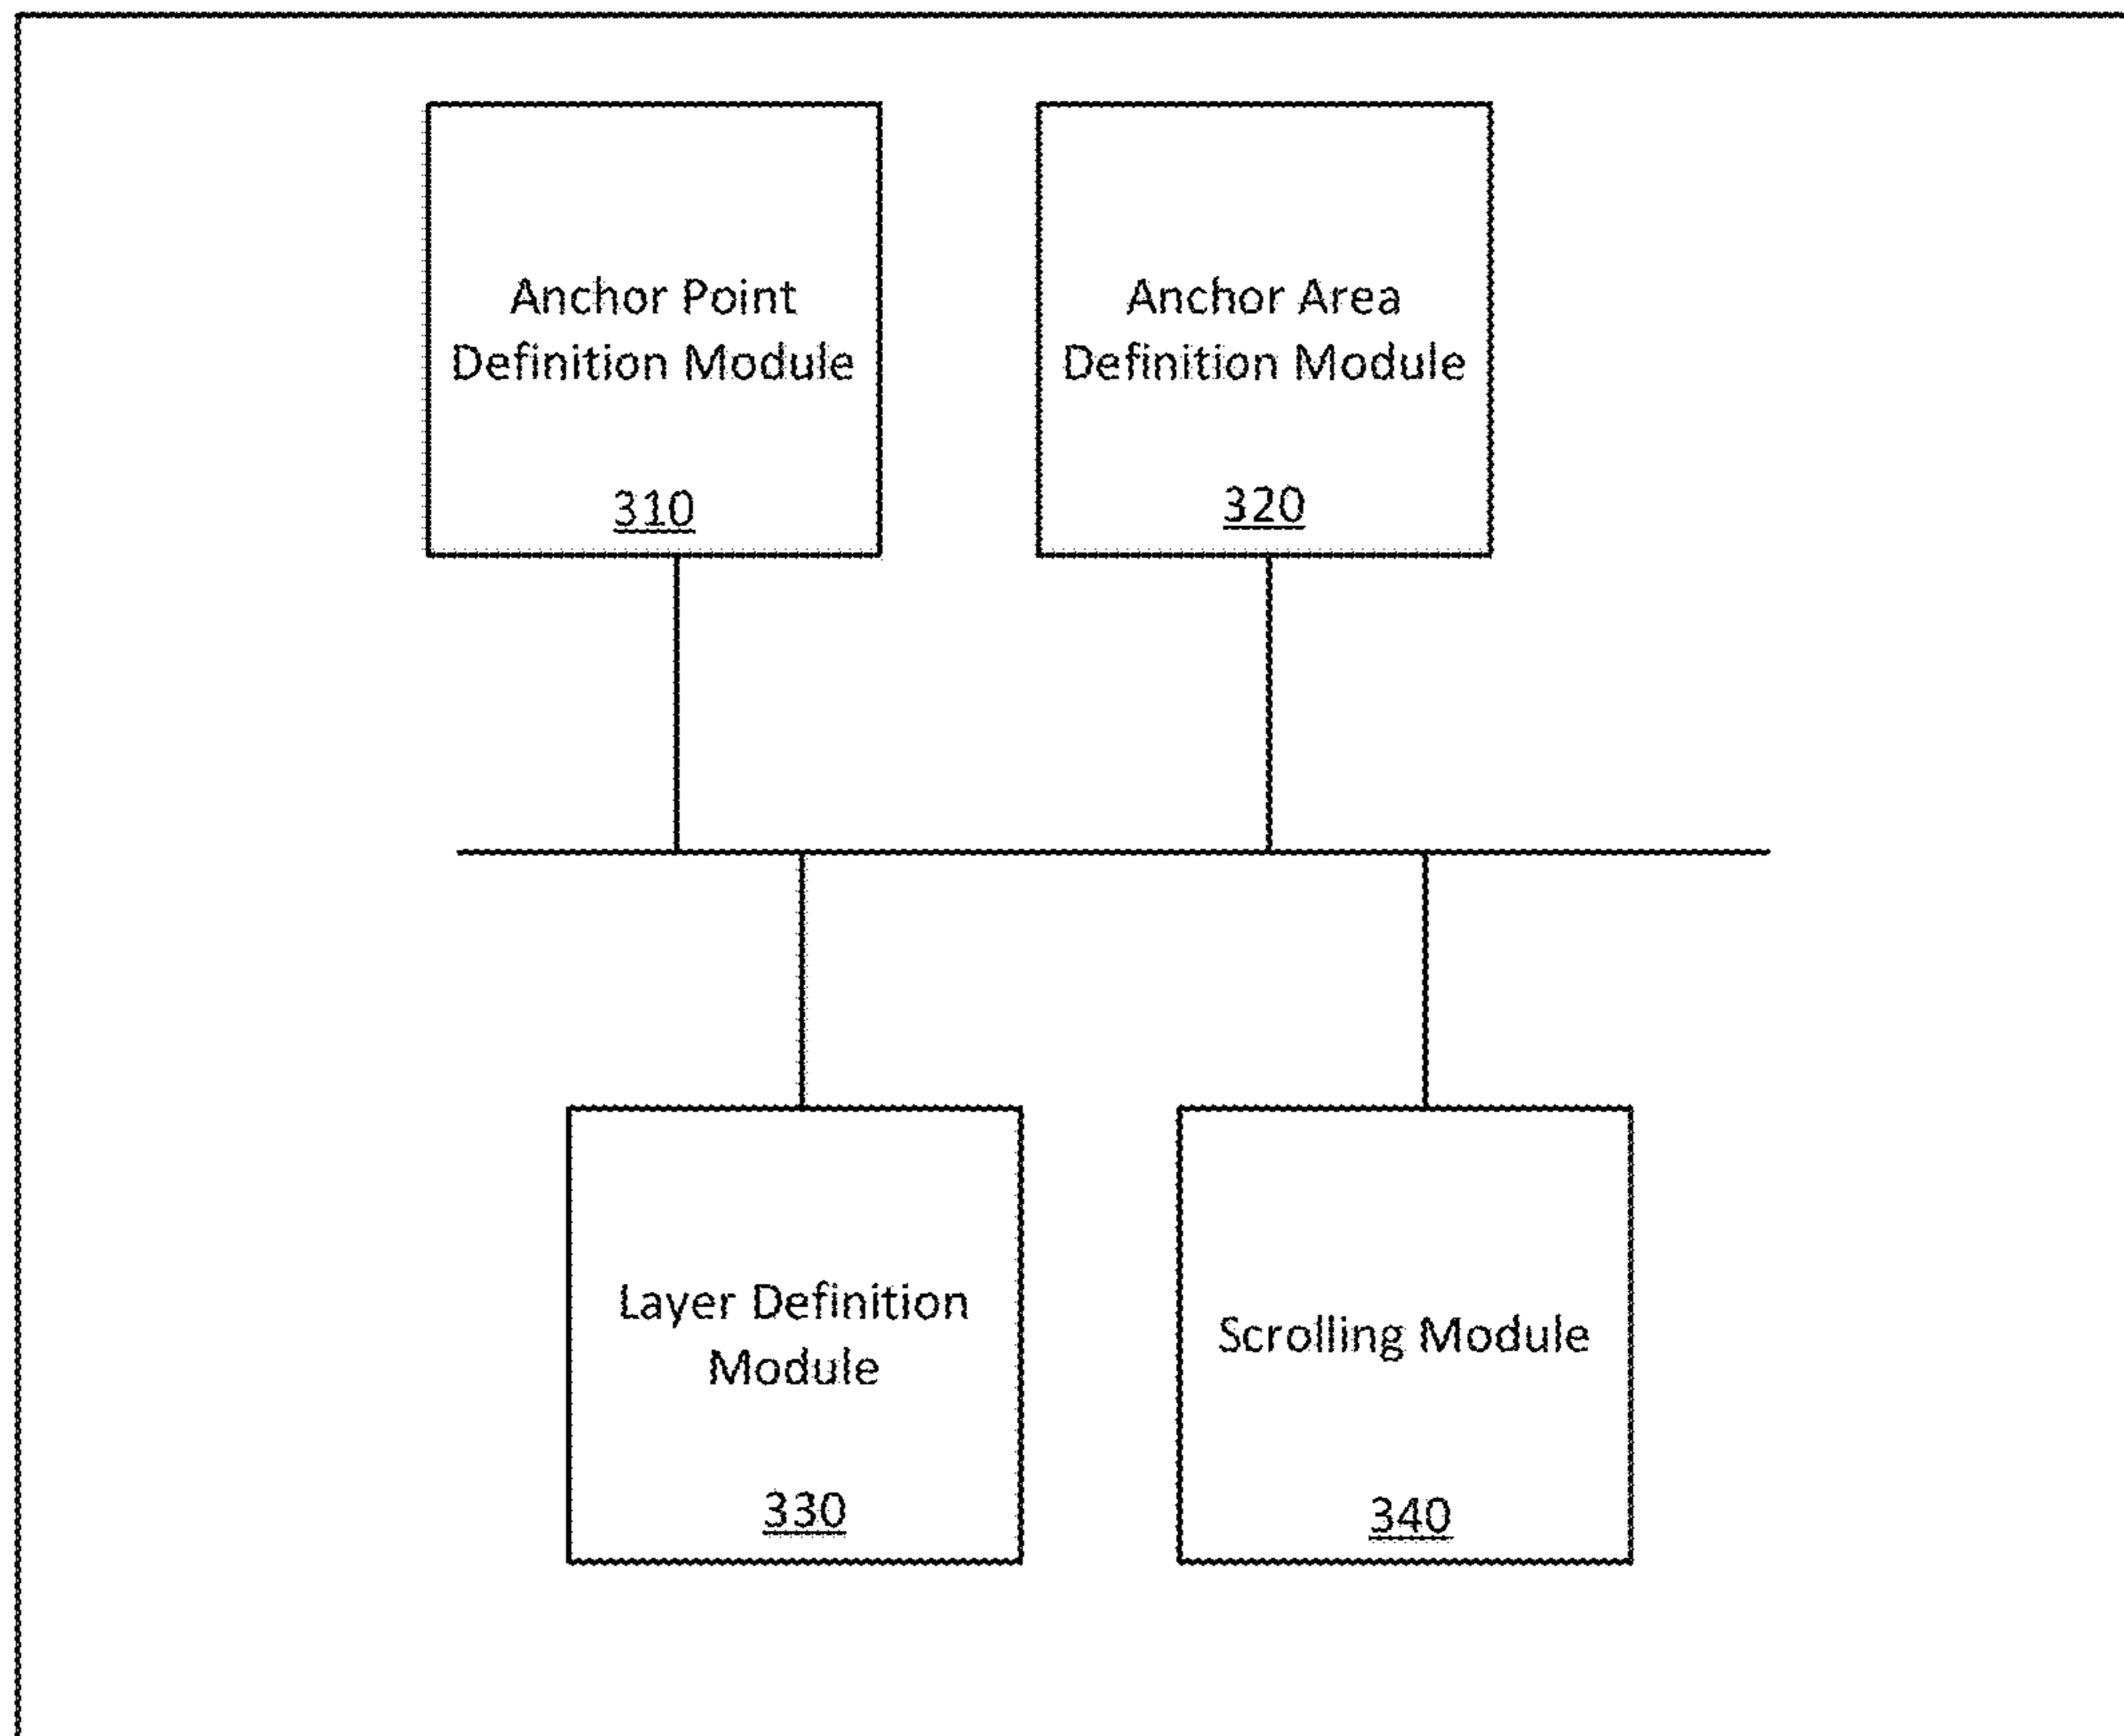 Anchor Point
Definition Module
310
Anchor Area
Definition Module
320
Layer Definition
Module
330
Scrolling Module
340